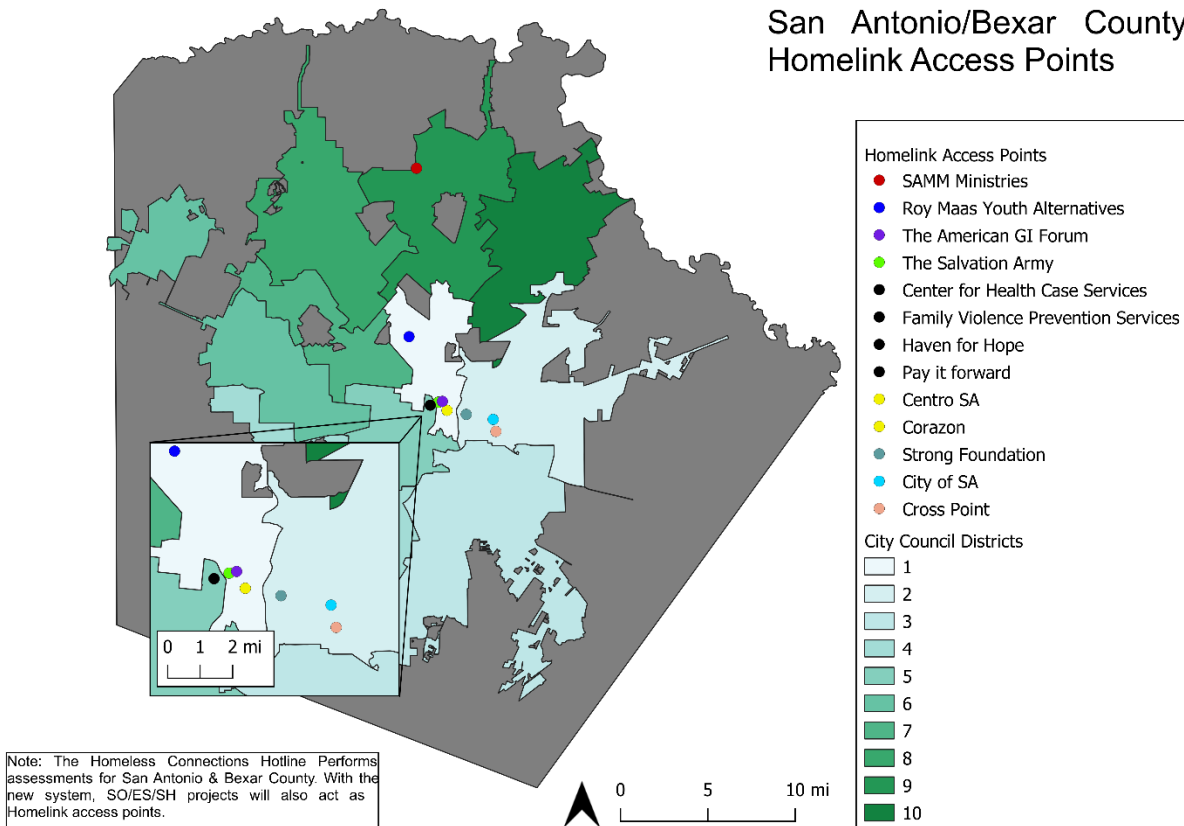 San Antonio/Bexar County
Homelink Access Points
Homelink Access Points
SAMM Ministries
Roy Maas Youth Alternatives
The American GI Forum
The Salvation Army
Center for Health Case Services
Family Violence Prevention Services
Haven for Hope
Pay it forward
Centro SA
Corazon
Strong Foundation
City of SA
Cross Point
City Council Districts
1
2
3
4
5
6
7
8
9
10
0 1 2 mi
Note: The Homeless Connections Hotline Performs
assessments for San Antonio & Bexar County. With the
new system, SO/ES/SH projects will also act as
Homelink access points.
0 5 10 mi